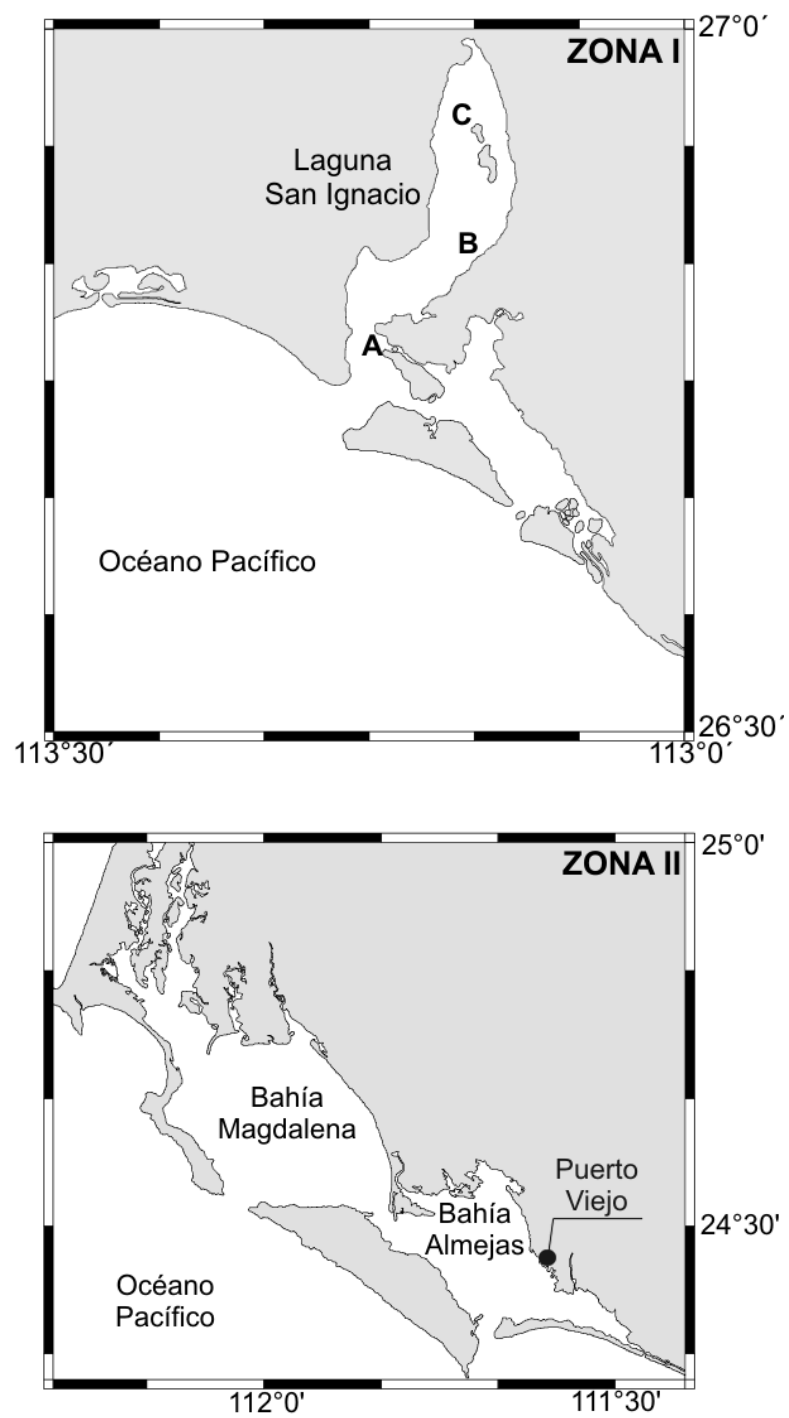 27°0´
ZONA I
C
Laguna
San Ignacio
B
A
Océano Pacífico
26°30´
113°30´
113°0´
25°0'
ZONA II
Bahía
Magdalena
Puerto
Viejo
Bahía
Almejas
24°30'
Océano
Pacífico
112°0'
111°30'